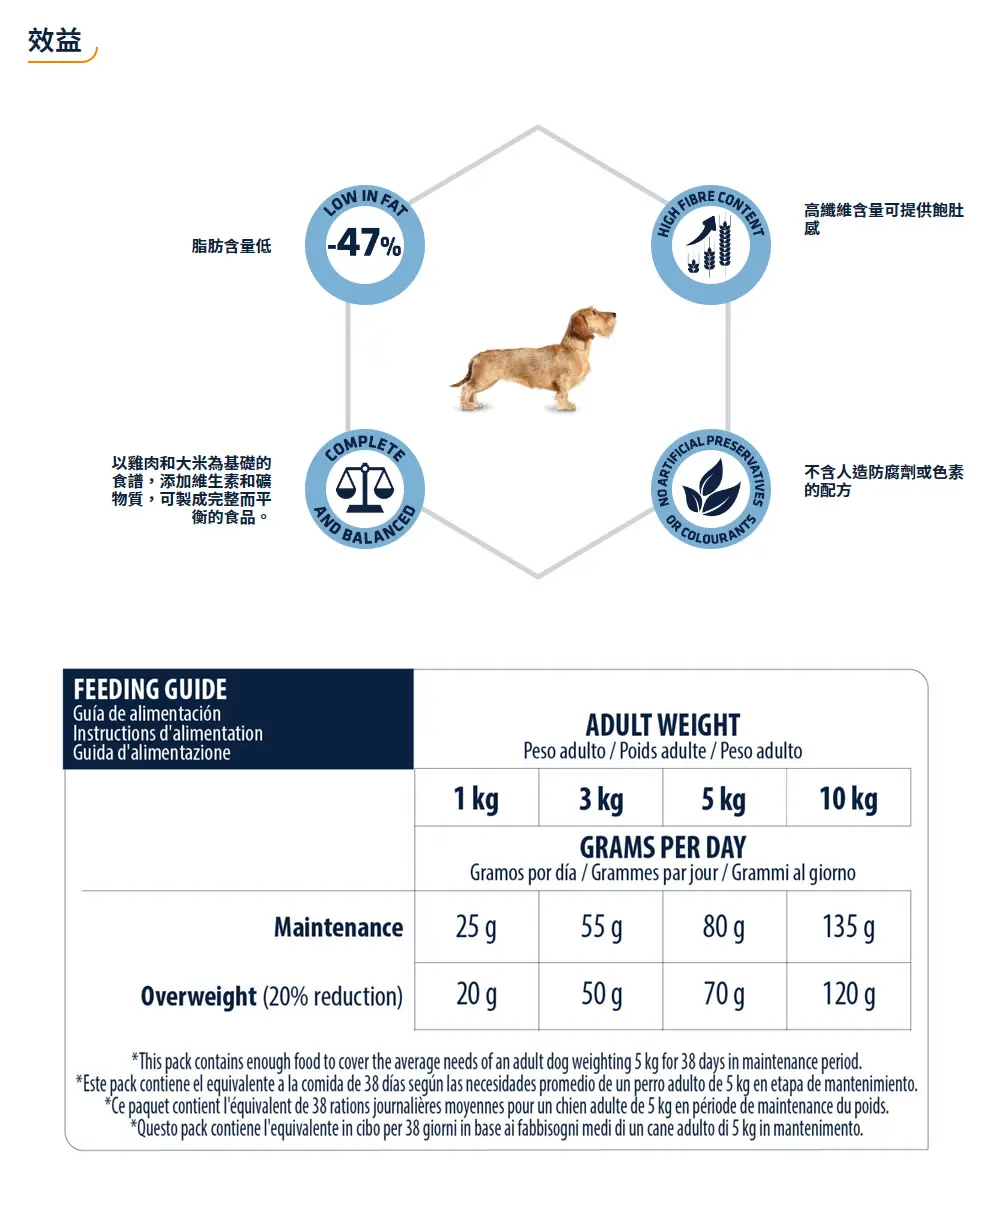 效益
LOW IN FAT
-47%
脂肪含量低
HIGH FIBRE CONTENT
高纖維含量可提供飽肚
感
COMPLETE
AND BALANCED
以雞肉和大米為基礎的
食譜，添加維生素和礦
物質，可製成完整而平
衡的食品。
NO ARTIFICIAL PRESERVATIVES
OR COLOURANTS
不含人造防腐劑或色素
的配方
FEEDING GUIDE
Guía de alimentación
Instructions d'alimentation
Guida d'alimentazione
ADULT WEIGHT
Peso adulto / Poids adulte / Peso adulto
1 kg 3 kg 5 kg 10 kg
GRAMS PER DAY
Gramos por día / Grammes par jour / Grammi al giorno
Maintenance 25 g 55 g 80 g 135 g
Overweight (20% reduction) 20 g 50 g 70 g 120 g
*This pack contains enough food to cover the average needs of an adult dog weighting 5 kg for 38 days in maintenance period.
*Este pack contiene el equivalente a la comida de 38 días según las necesidades promedio de un perro adulto de 5 kg en etapa de mantenimiento.
*Ce paquet contient l'équivalent de 38 rations journalières moyennes pour un chien adulte de 5 kg en période de maintenance du poids.
*Questo pack contiene l'equivalente in cibo per 38 giorni in base ai fabbisogni medi di un cane adulto di 5 kg in mantenimento.